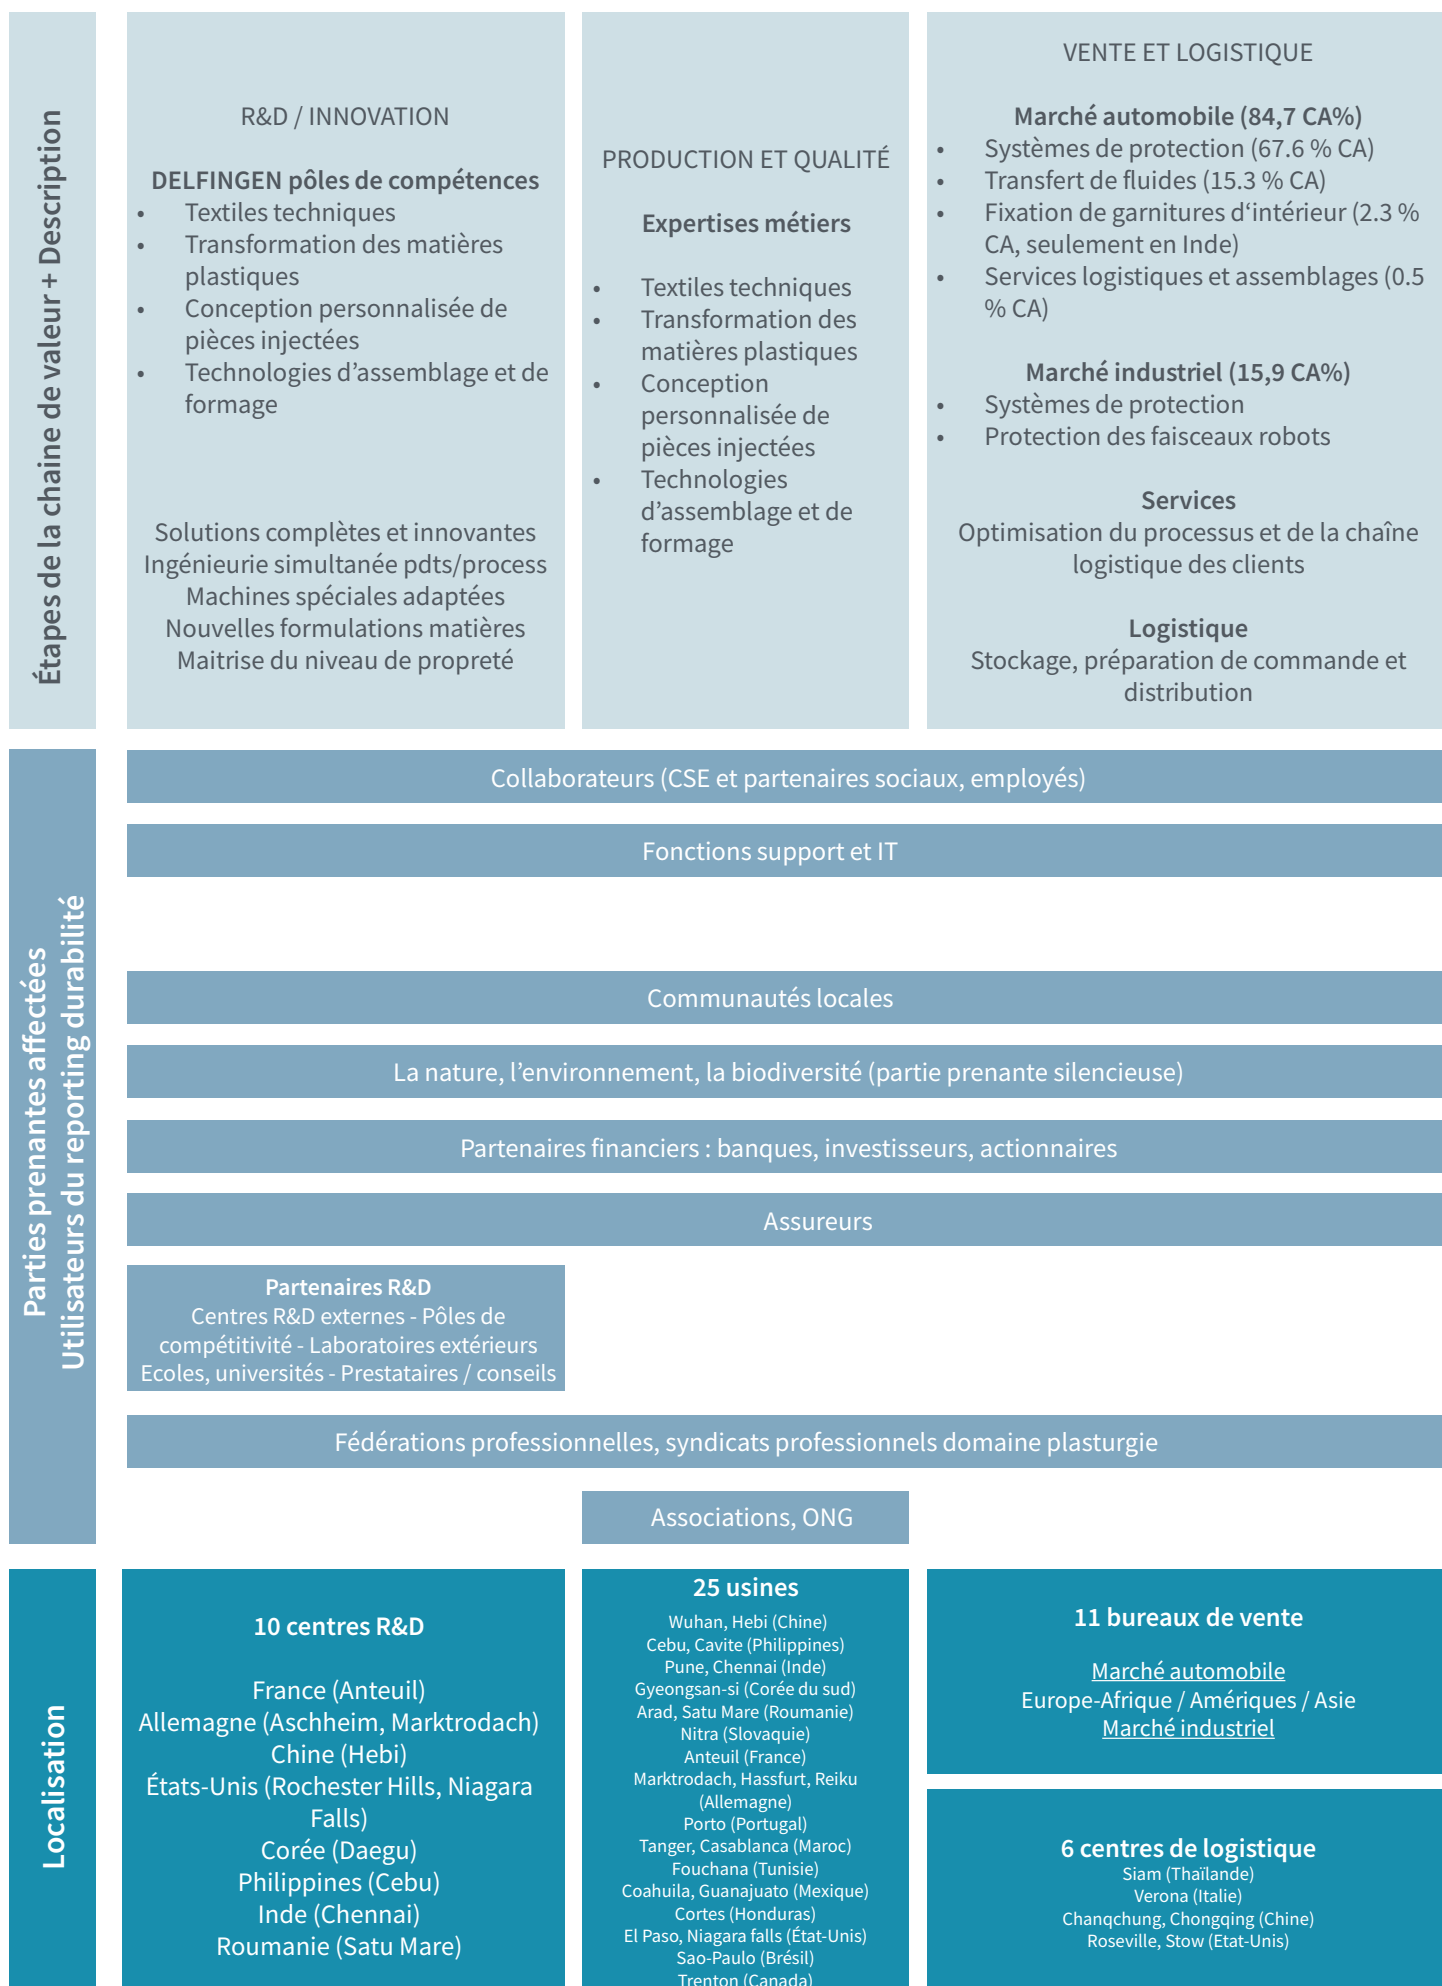 Étapes de la chaine de valeur + Description
R&D / INNOVATION
DELFINGEN pôles de compétences
• Textiles techniques
• Transformation des matières
plastiques
• Conception personnalisée de
pièces injectées
• Technologies d’assemblage et de
formage
Solutions complètes et innovantes
Ingénieurie simultanée pdts/process
Machines spéciales adaptées
Nouvelles formulations matières
Maitrise du niveau de propreté
PRODUCTION ET QUALITÉ
Expertises métiers
• Textiles techniques
• Transformation des
matières plastiques
• Conception
personnalisée de
pièces injectées
• Technologies
d’assemblage et de
formage
VENTE ET LOGISTIQUE
Marché automobile (84,7 CA%)
• Systèmes de protection (67.6 % CA)
• Transfert de fluides (15.3 % CA)
• Fixation de garnitures d‘intérieur (2.3 %
CA, seulement en Inde)
• Services logistiques et assemblages (0.5
% CA)
Marché industriel (15,9 CA%)
• Systèmes de protection
• Protection des faisceaux robots
Services
Optimisation du processus et de la chaîne
logistique des clients
Logistique
Stockage, préparation de commande et
distribution
Parties prenantes affectées
Utilisateurs du reporting durabilité
Collaborateurs (CSE et partenaires sociaux, employés)
Fonctions support et IT
Communautés locales
La nature, l’environnement, la biodiversité (partie prenante silencieuse)
Partenaires financiers : banques, investisseurs, actionnaires
Assureurs
Partenaires R&D
Centres R&D externes - Pôles de
compétitivité - Laboratoires extérieurs
Ecoles, universités - Prestataires / conseils
Fédérations professionnelles, syndicats professionnels domaine plasturgie
Associations, ONG
Localisation
10 centres R&D
France (Anteuil)
Allemagne (Aschheim, Marktrodach)
Chine (Hebi)
États-Unis (Rochester Hills, Niagara
Falls)
Corée (Daegu)
Philippines (Cebu)
Inde (Chennai)
Roumanie (Satu Mare)
25 usines
Wuhan, Hebi (Chine)
Cebu, Cavite (Philippines)
Pune, Chennai (Inde)
Gyeongsan-si (Corée du sud)
Arad, Satu Mare (Roumanie)
Nitra (Slovaquie)
Anteuil (France)
Marktrodach, Hassfurt, Reiku
(Allemagne)
Porto (Portugal)
Tanger, Casablanca (Maroc)
Fouchana (Tunisie)
Coahuila, Guanajuato (Mexique)
Cortes (Honduras)
El Paso, Niagara falls (État-Unis)
Sao-Paulo (Brésil)
Trenton (Canada)
11 bureaux de vente
Marché automobile
Europe-Afrique / Amériques / Asie
Marché industriel
6 centres de logistique
Siam (Thaïlande)
Verona (Italie)
Chanqchung, Chongqing (Chine)
Roseville, Stow (Etat-Unis)